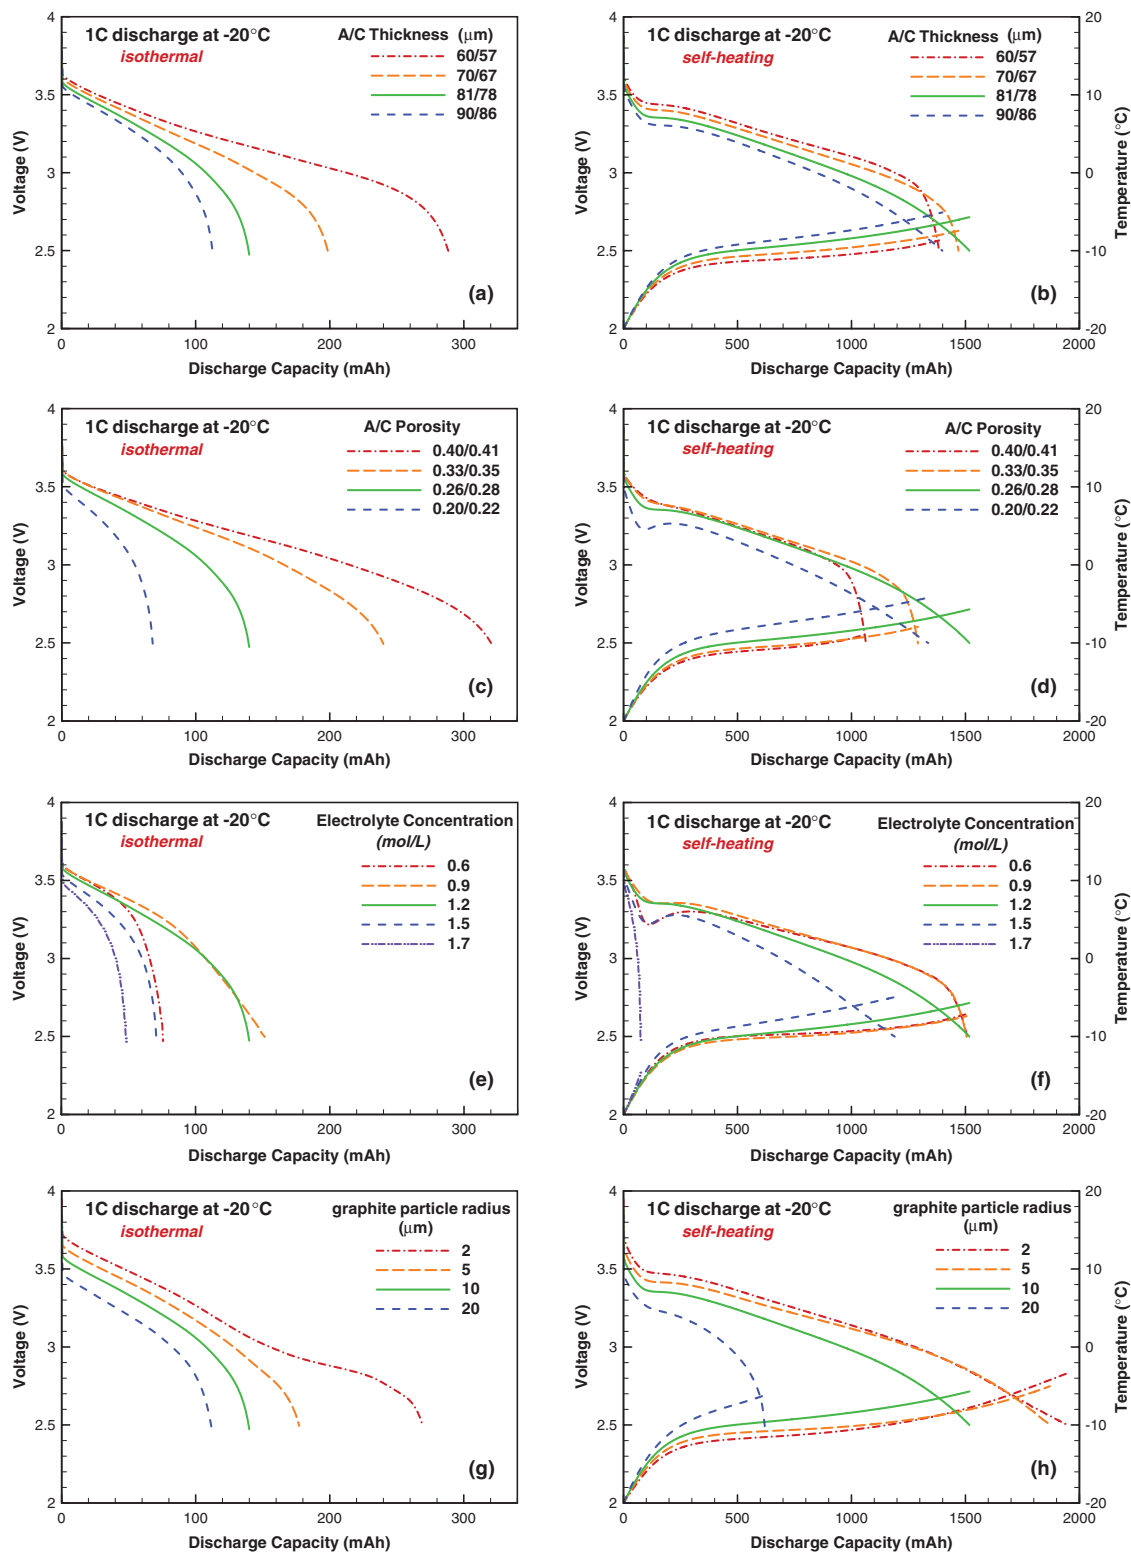 1C discharge at -20°C
isothermal
A/C Thickness (μm)
60/57
70/67
81/78
90/86
4
3.5
3
2.5
2
Voltage (V)
0
100
200
300
Discharge Capacity (mAh)
(a)
1C discharge at -20°C
self-heating
A/C Thickness (μm)
60/57
70/67
81/78
90/86
4
3.5
3
2.5
2
Voltage (V)
20
10
0
-10
-20
Temperature (°C)
0
500
1000
1500
2000
Discharge Capacity (mAh)
(b)
1C discharge at -20°C
isothermal
A/C Porosity
0.40/0.41
0.33/0.35
0.26/0.28
0.20/0.22
4
3.5
3
2.5
2
Voltage (V)
0
100
200
300
Discharge Capacity (mAh)
(c)
1C discharge at -20°C
self-heating
A/C Porosity
0.40/0.41
0.33/0.35
0.26/0.28
0.20/0.22
4
3.5
3
2.5
2
Voltage (V)
20
10
0
-10
-20
Temperature (°C)
0
500
1000
1500
2000
Discharge Capacity (mAh)
(d)
1C discharge at -20°C
isothermal
Electrolyte Concentration
(mol/L)
0.6
0.9
1.2
1.5
1.7
4
3.5
3
2.5
2
Voltage (V)
0
100
200
300
Discharge Capacity (mAh)
(e)
1C discharge at -20°C
self-heating
Electrolyte Concentration
(mol/L)
0.6
0.9
1.2
1.5
1.7
4
3.5
3
2.5
2
Voltage (V)
20
10
0
-10
-20
Temperature (°C)
0
500
1000
1500
2000
Discharge Capacity (mAh)
(f)
1C discharge at -20°C
isothermal
graphite particle radius
(μm)
2
5
10
20
4
3.5
3
2.5
2
Voltage (V)
0
100
200
300
Discharge Capacity (mAh)
(g)
1C discharge at -20°C
self-heating
graphite particle radius
(μm)
2
5
10
20
4
3.5
3
2.5
2
Voltage (V)
20
10
0
-10
-20
Temperature (°C)
0
500
1000
1500
2000
Discharge Capacity (mAh)
(h)